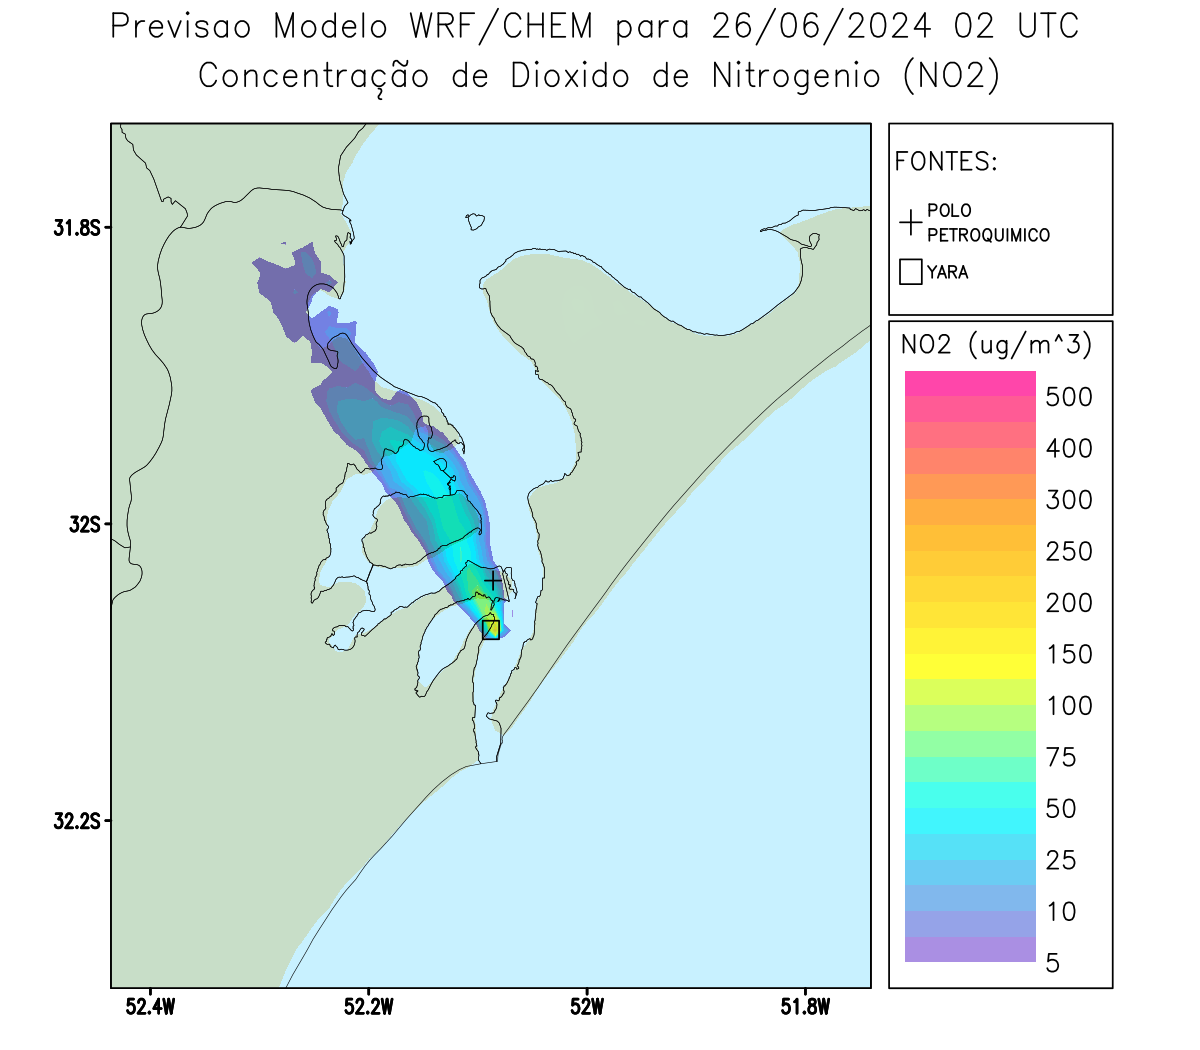 Previsao Modelo WRF/CHEM para 26/06/2024 02 UTC
Concentração de Dioxido de Nitrogenio (NO2)
FONTES:
POLO
PETROQUIMICO
YARA
NO2 (ug/m^3)
500
400
300
250
200
150
100
75
50
25
10
5
31.8S
32S
32.2S
52.4W
52.2W
52W
51.8W